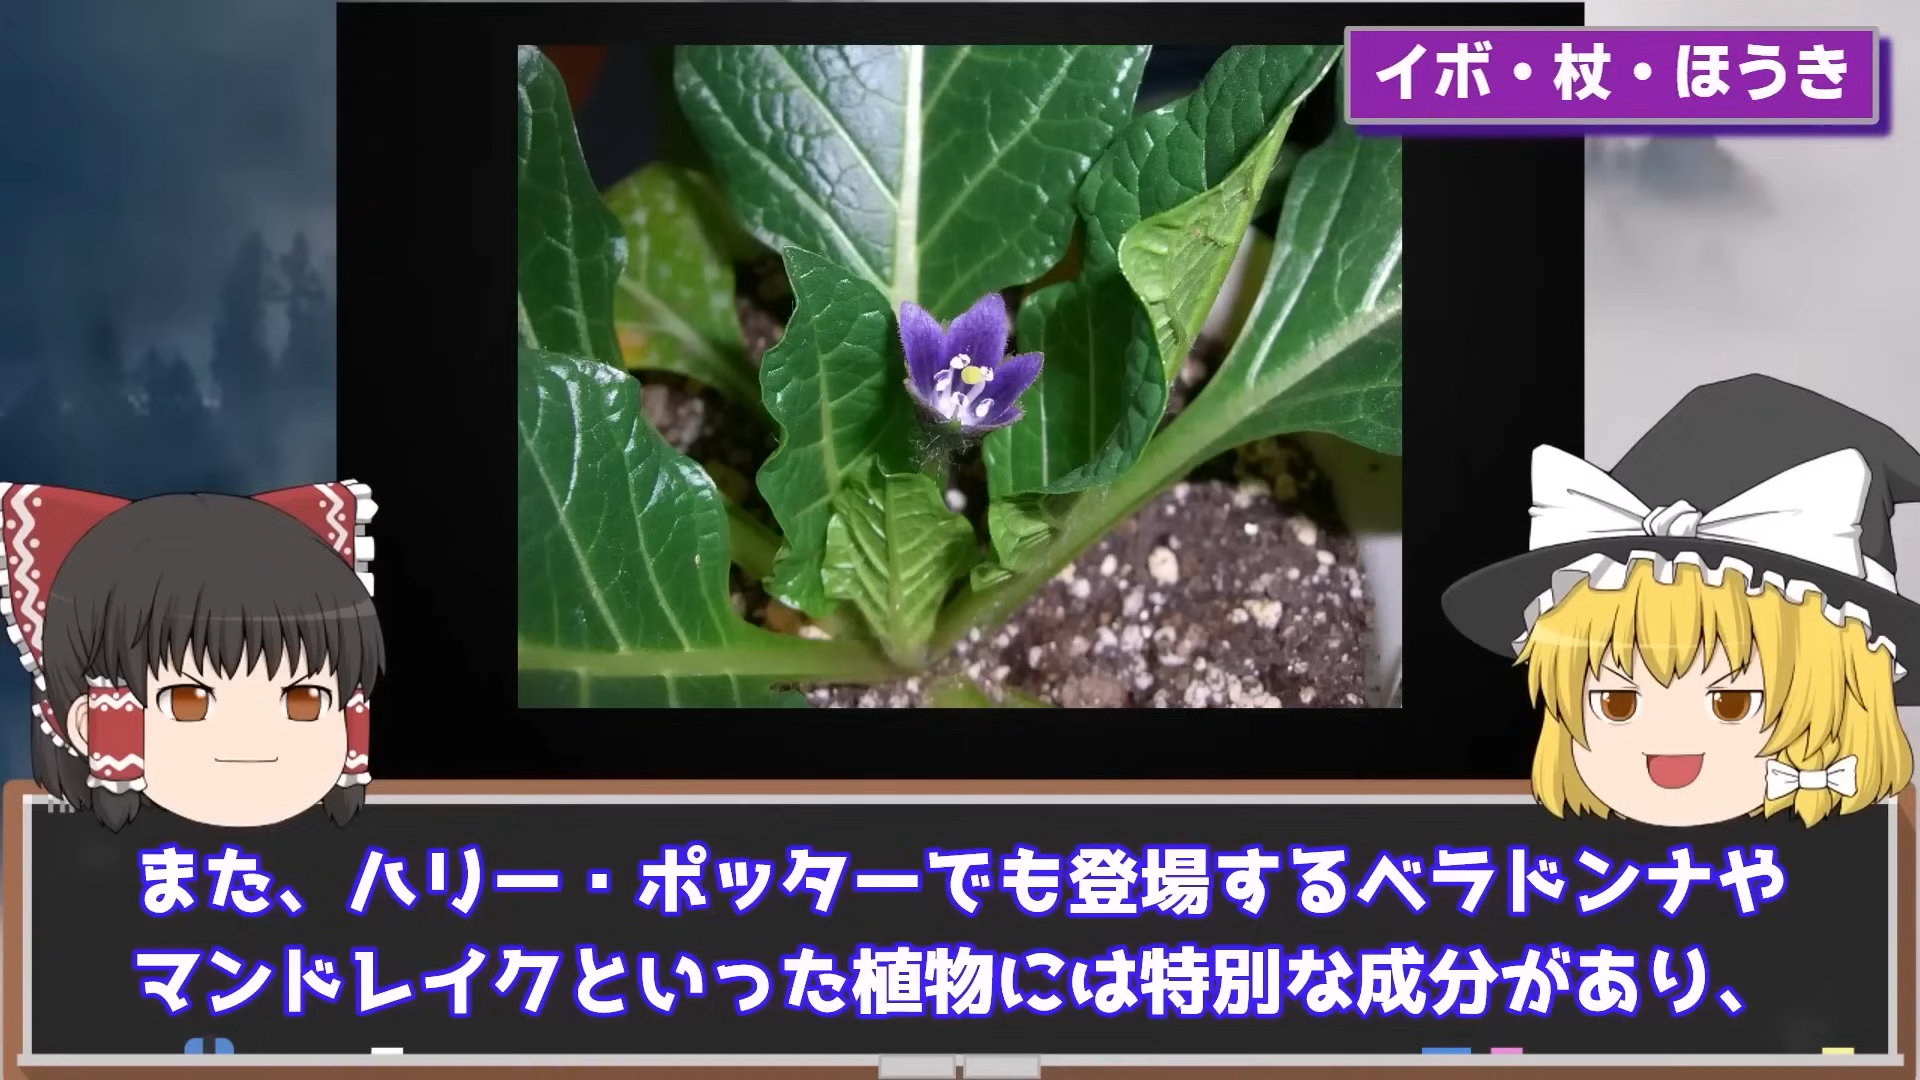 イボ・杖・ほうき
また、ハリー・ポッターでも登場するベラドンナや
マンドレイクといった植物には特別な成分があり、